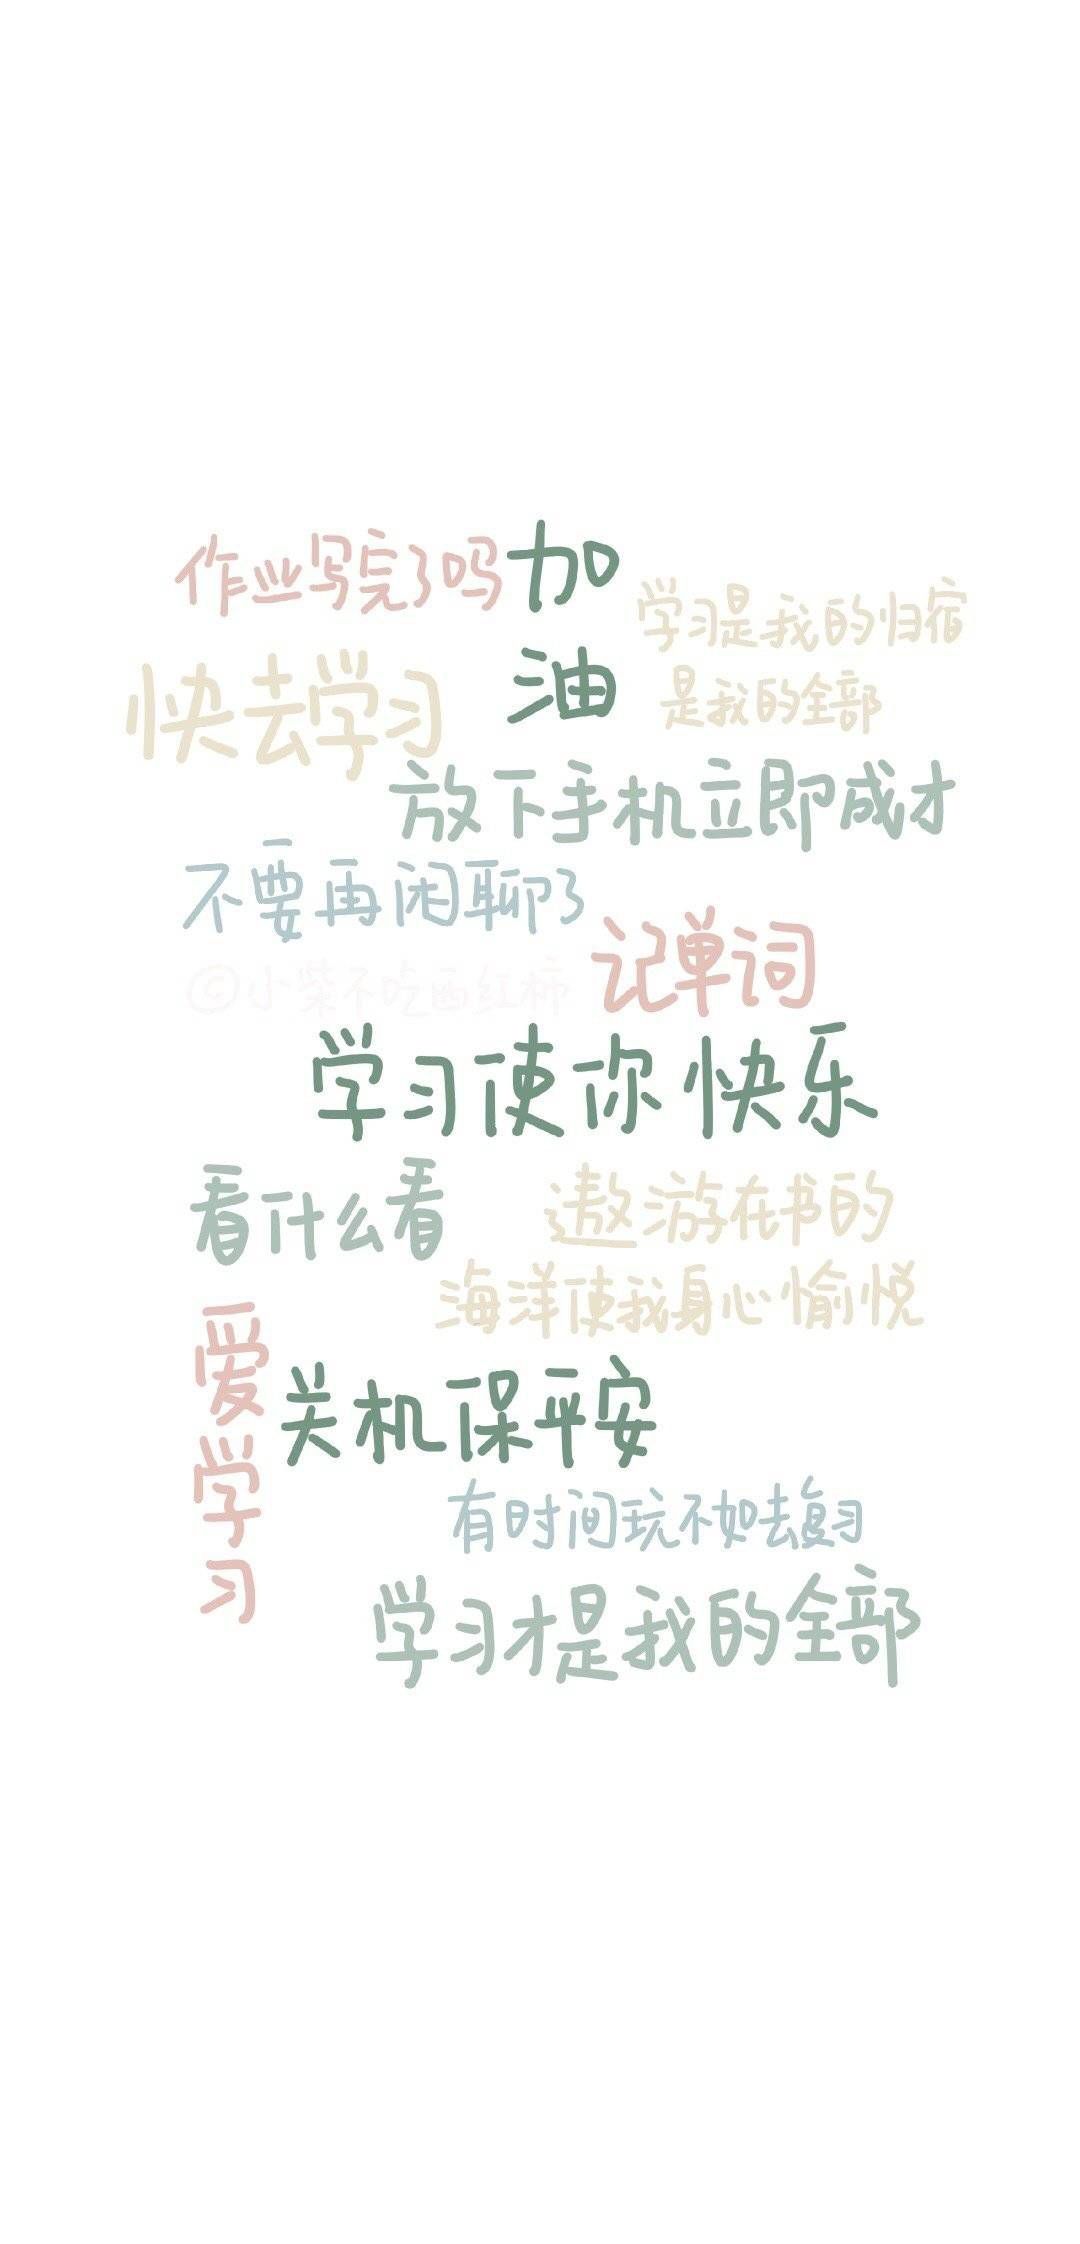 作业写完了吗
加
油
学习是我的归宿
是我的全部
快去学习
放下手机立即成才
不要再闲聊了
记单词
©小柴不吃西红柿
学习使你快乐
看什么看
遨游在书的
海洋使我身心愉悦
爱学习
关机保平安
有时间玩不如去复习
学习才是我的全部